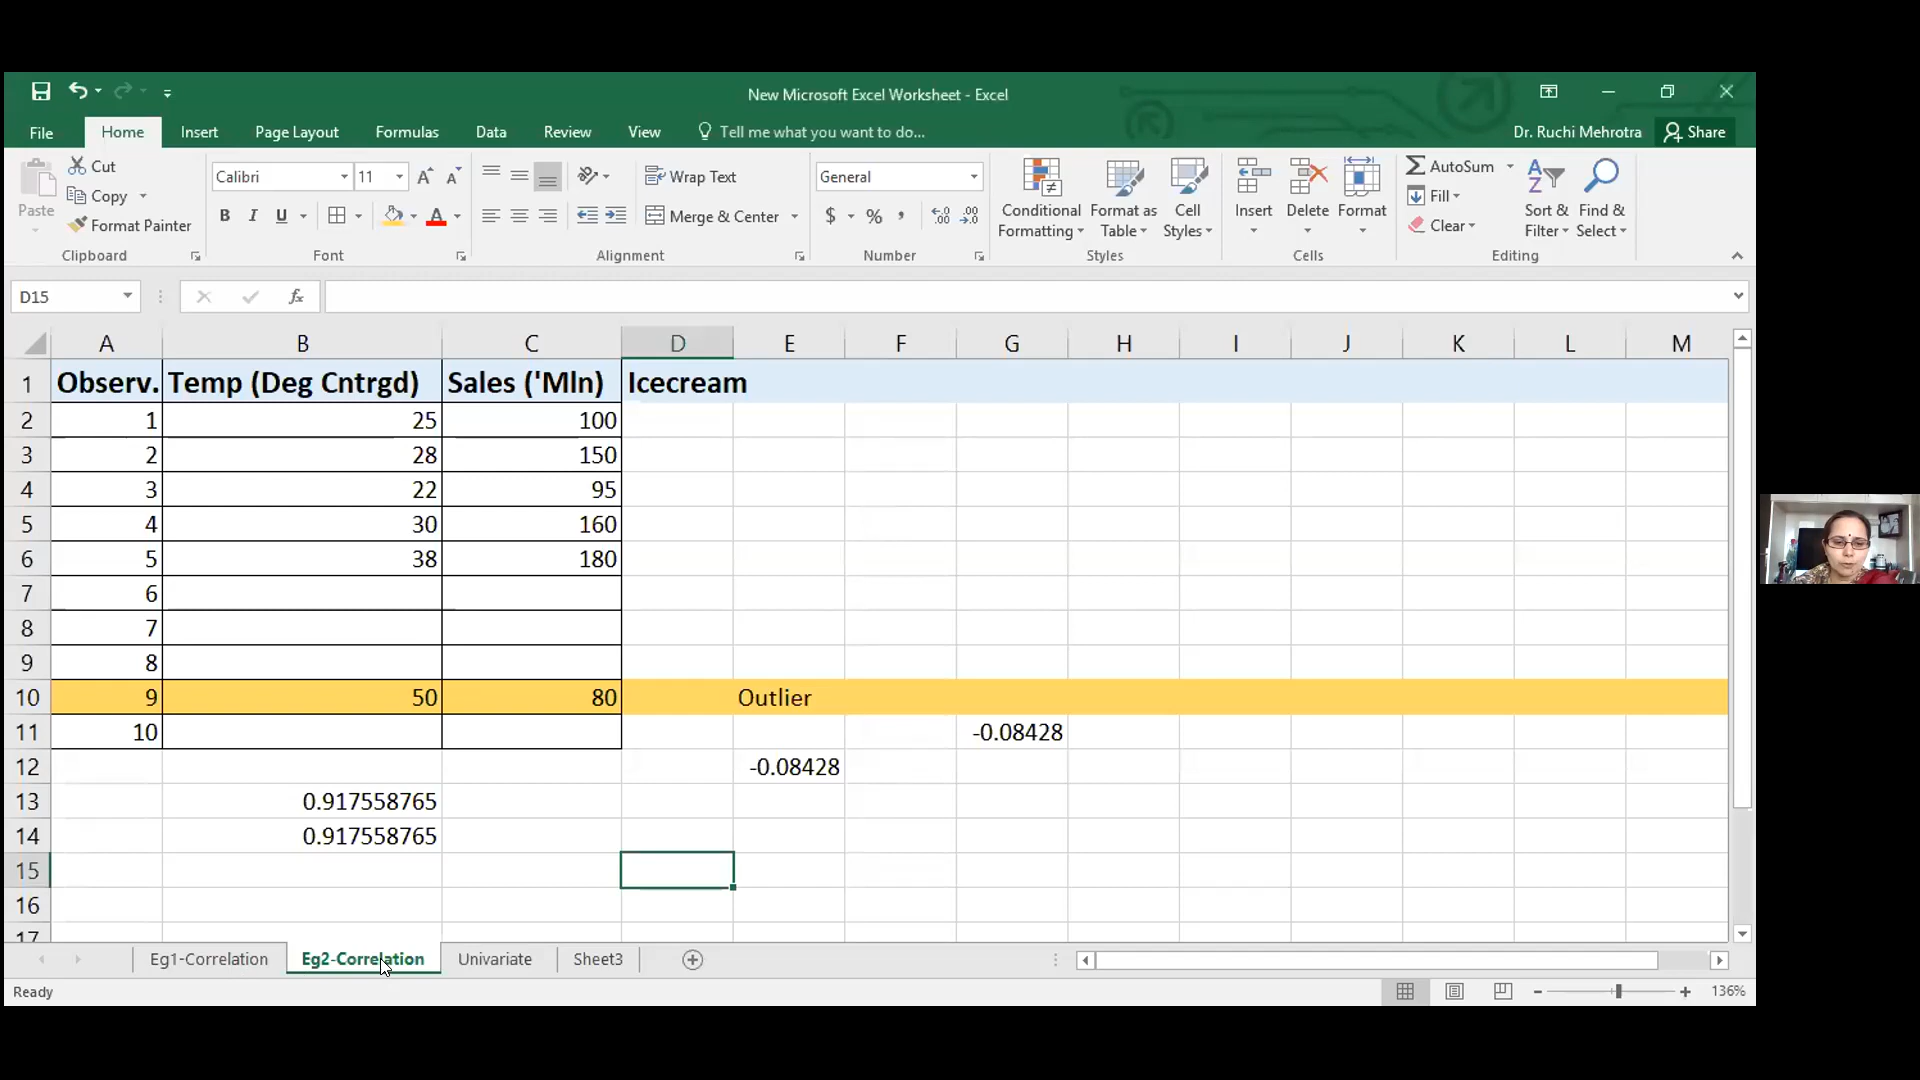 New Microsoft Excel Worksheet - Excel
File Home Insert Page Layout Formulas Data Review View Tell me what you want to do... Dr. Ruchi Mehrotra Share
Paste
Cut
Copy
Format Painter
Clipboard
Calibri 11
B I U
Font
Wrap Text
Merge & Center
Alignment
General
$ % ,
Number
Conditional Formatting
Format as Table
Cell Styles
Styles
Insert Delete Format
Cells
AutoSum
Fill
Clear
Sort & Filter
Find & Select
Editing
D15 fx
A B C D E F G H I J K L M
1 Observ. Temp (Deg Cntrgd) Sales ('Mln) Icecream
2 1 25 100
3 2 28 150
4 3 22 95
5 4 30 160
6 5 38 180
7 6
8 7
9 8
10 9 50 80 Outlier
11 10 -0.08428
12 -0.08428
13 0.917558765
14 0.917558765
15
16
17
Eg1-Correlation Eg2-Correlation Univariate Sheet3
Ready 136%